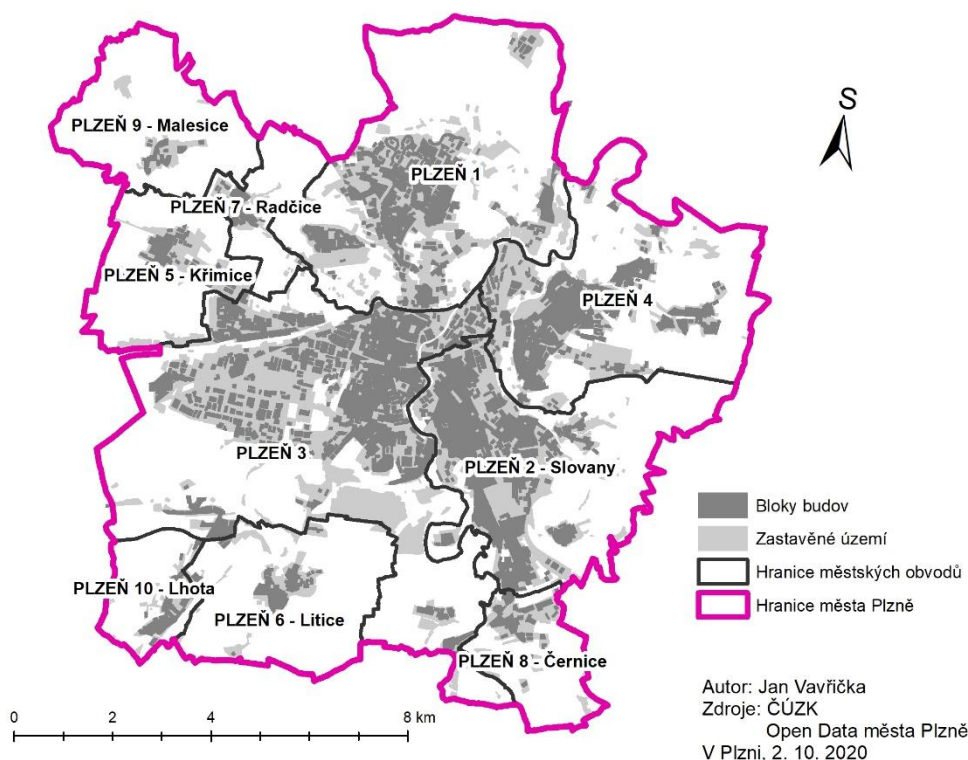 S
PLZEŇ 9 - Malesice
PLZEŇ 1
PLZEŇ 7 - Radčice
PLZEŇ 5 - Křimice
PLZEŇ 4
PLZEŇ 3
PLZEŇ 2 - Slovany
PLZEŇ 10 - Lhota
PLZEŇ 6 - Litice
PLZEŇ 8 - Černice
Bloky budov
Zastavěné území
Hranice městských obvodů
Hranice města Plzně
0 2 4 8 km
Autor: Jan Vavřička
Zdroje: ČÚZK
Open Data města Plzně
V Plzni, 2. 10. 2020